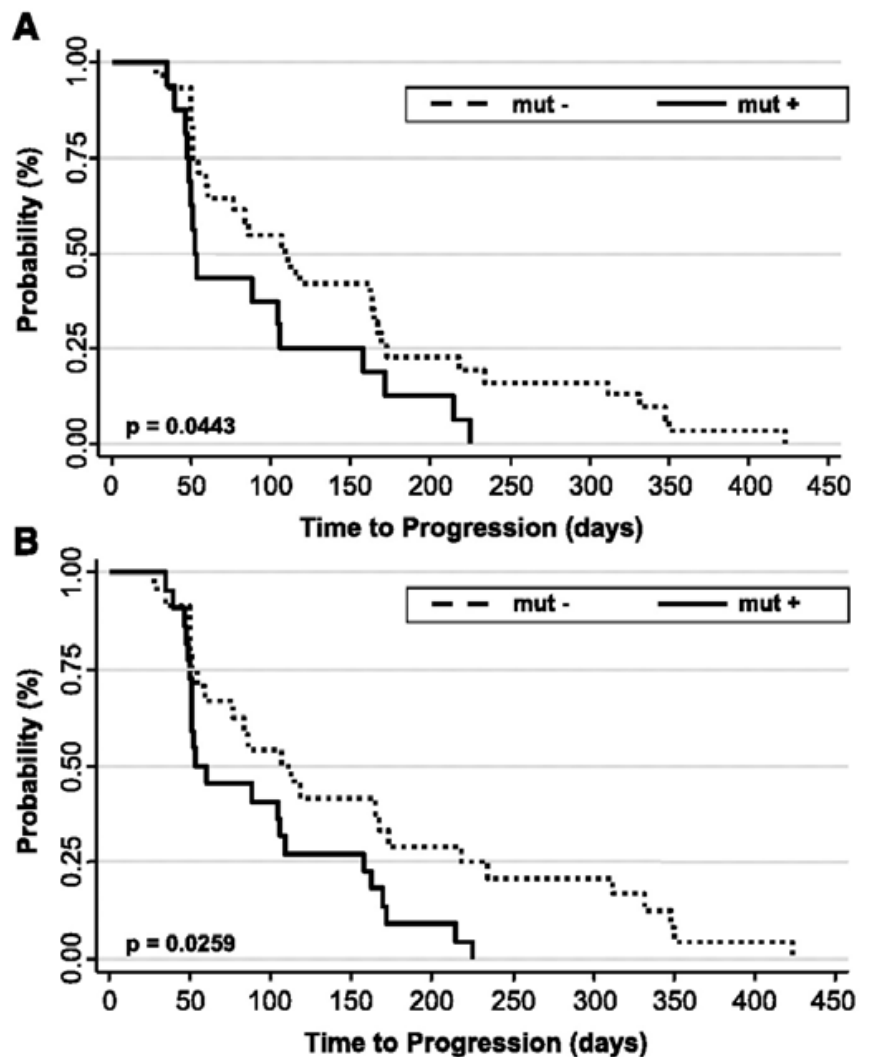 A
1.00
mut -
mut +
0.75
Probability (%)
0.50
0.25
p = 0.0443
0.00
0 50 100 150 200 250 300 350 400 450
Time to Progression (days)
B
1.00
mut -
mut +
0.75
Probability (%)
0.50
0.25
p = 0.0259
0.00
0 50 100 150 200 250 300 350 400 450
Time to Progression (days)